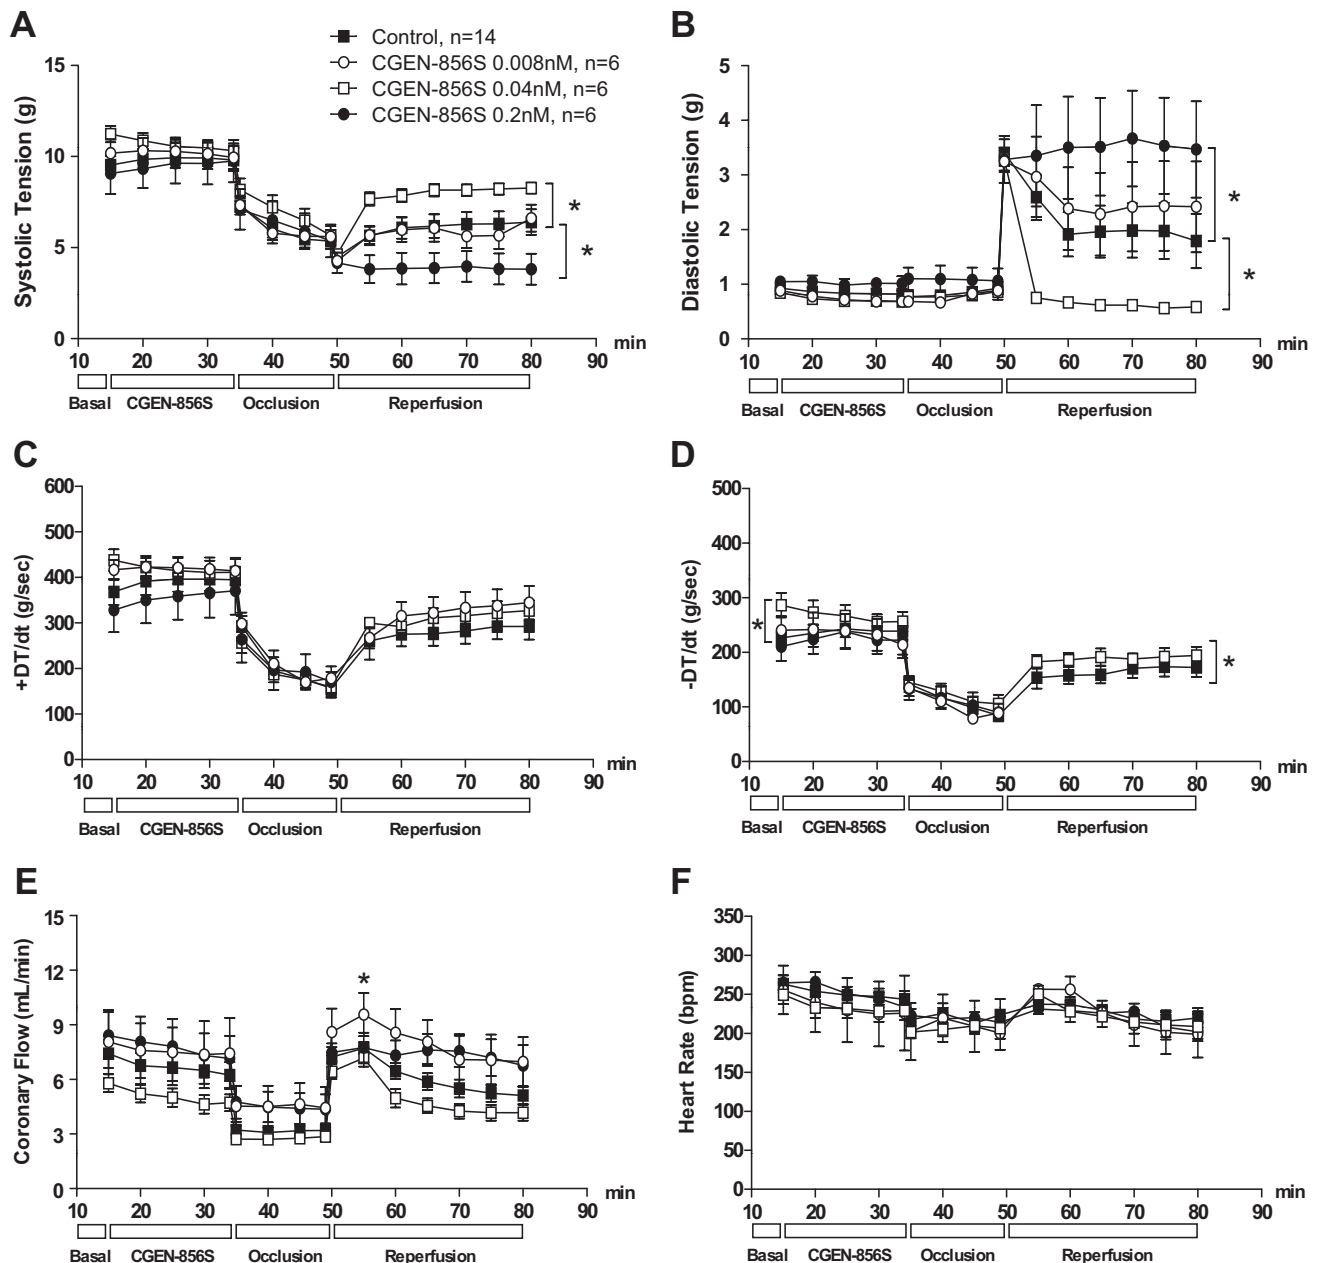 A
Control, n=14
CGEN-856S 0.008nM, n=6
CGEN-856S 0.04nM, n=6
CGEN-856S 0.2nM, n=6
Systolic Tension (g)
15
10
5
0
*
*
10 20 30 40 50 60 70 80 90 min
Basal CGEN-856S Occlusion Reperfusion
B
Diastolic Tension (g)
5
4
3
2
1
0
*
*
10 20 30 40 50 60 70 80 90 min
Basal CGEN-856S Occlusion Reperfusion
C
+DT/dt (g/sec)
600
500
400
300
200
100
0
10 20 30 40 50 60 70 80 90 min
Basal CGEN-856S Occlusion Reperfusion
D
-DT/dt (g/sec)
500
400
300
200
100
0
*
*
10 20 30 40 50 60 70 80 90 min
Basal CGEN-856S Occlusion Reperfusion
E
Coronary Flow (mL/min)
15
12
9
6
3
0
*
10 20 30 40 50 60 70 80 90 min
Basal CGEN-856S Occlusion Reperfusion
F
Heart Rate (bpm)
350
300
250
200
150
100
50
0
10 20 30 40 50 60 70 80 90 min
Basal CGEN-856S Occlusion Reperfusion